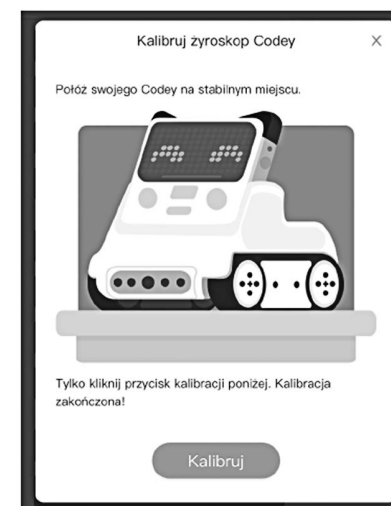 Kalibruj żyroskop Codey
Połóż swojego Codey na stabilnym miejscu.
Tylko kliknij przycisk kalibracji poniżej. Kalibracja
zakończona!
Kalibruj